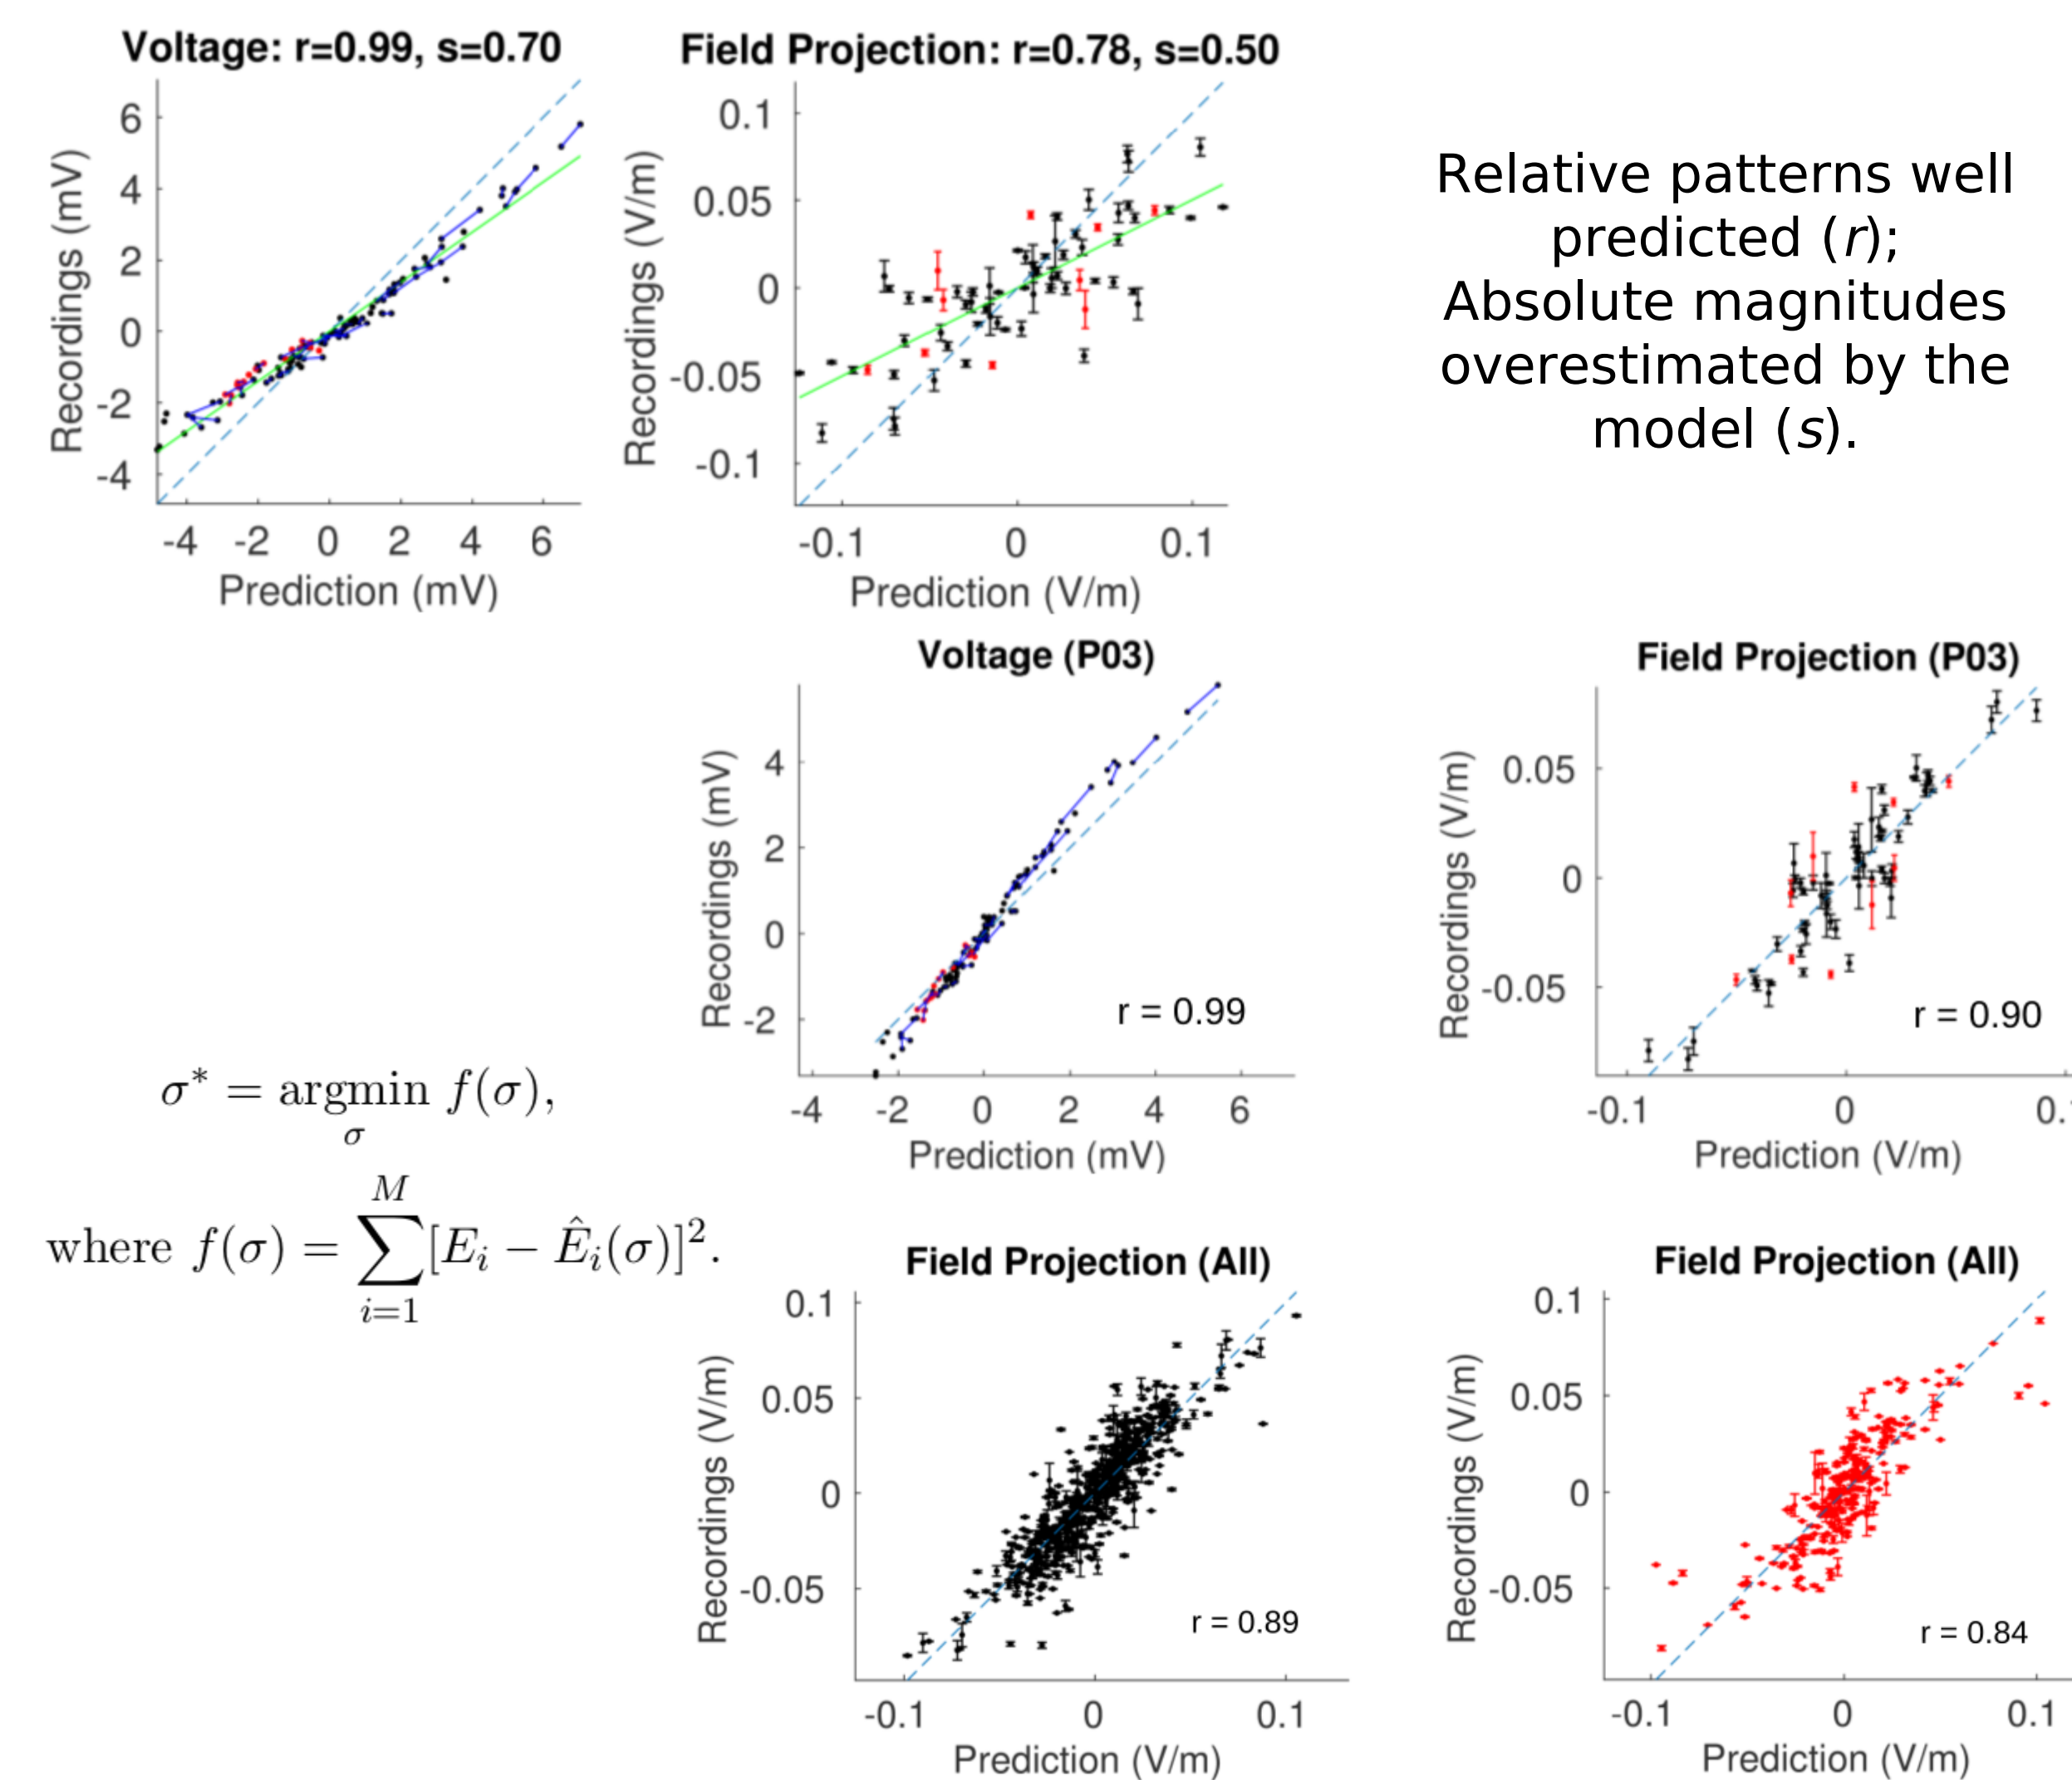 Voltage: r=0.99, s=0.70
Recordings (mV)
6
4
2
0
-2
-4
-4 -2 0 2 4 6
Prediction (mV)
Field Projection: r=0.78, s=0.50
Recordings (V/m)
0.1
0.05
0
-0.05
-0.1
-0.1 0 0.1
Prediction (V/m)
Relative patterns well
predicted (r);
Absolute magnitudes
overestimated by the
model (s).
Voltage (P03)
Recordings (mV)
4
2
0
-2
r = 0.99
-4 -2 0 2 4 6
Prediction (mV)
Field Projection (P03)
Recordings (V/m)
0.05
0
-0.05
r = 0.90
-0.1 0 0.
Prediction (V/m)
σ* = argmin f(σ),
σ
where f(σ) = ∑[E_i − Ê_i(σ)]².
M
i=1
Field Projection (All)
Recordings (V/m)
0.1
0.05
0
-0.05
r = 0.89
-0.1 0 0.1
Prediction (V/m)
Field Projection (All)
Recordings (V/m)
0.1
0.05
0
-0.05
r = 0.84
-0.1 0 0.1
Prediction (V/m)